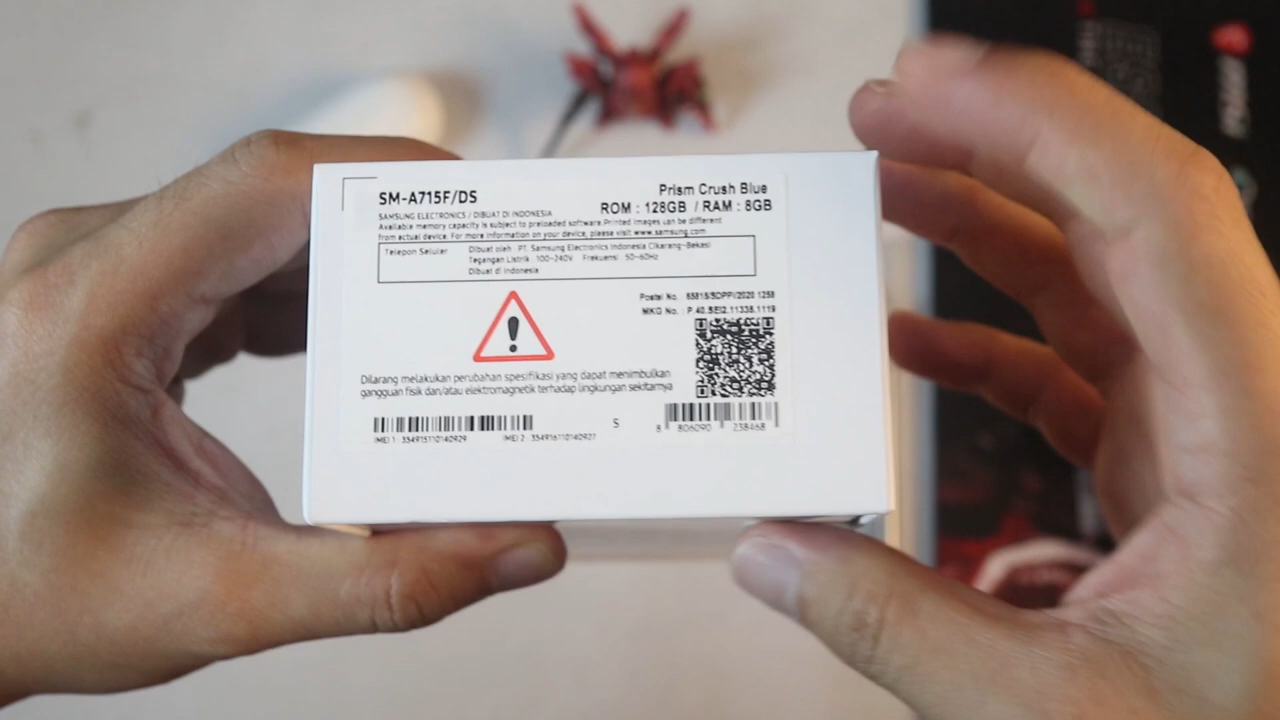 SM-A715F/DS
Prism Crush Blue
ROM : 128GB / RAM : 8GB
SAMSUNG ELECTRONICS / DIBUAT DI INDONESIA
Available memory capacity is subject to preloaded software.Printed images can be different
from actual device. For more information on your device, please visit www.samsung.com
Telepon Selular
Dibuat oleh : PT. Samsung Electronics Indonesia Cikarang-Bekasi
Tegangan Listrik : 100-240V Frekuensi : 50-60Hz
Dibuat di Indonesia
Postel No. : 65815/SDPPI/2020 1258
MKG No. : P.40.SEI2.11335.1119
Dilarang melakukan perubahan spesifikasi yang dapat menimbulkan
gangguan fisik dan/atau elektromagnetik terhadap lingkungan sekitarnya
IMEI 1 : 354915110140929 IMEI 2 : 354916110140927
S
8 806090 238468